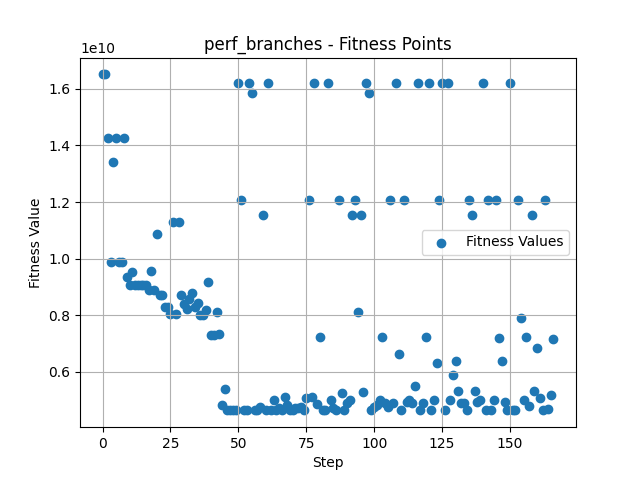 perf_branches - Fitness Points
1e10
1.6
1.4
1.2
1.0
0.8
0.6
Fitness Value
Fitness Values
0
25
50
75
100
125
150
Step